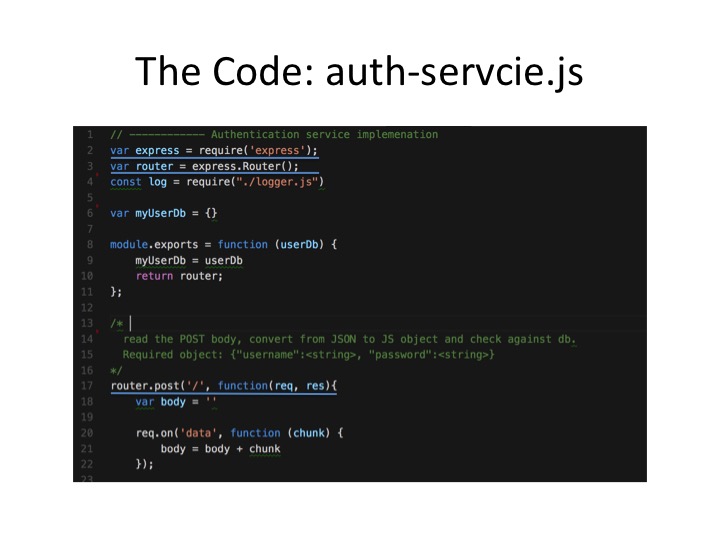 The Code: auth-servcie.js
1 // ------------ Authentication service implemenation
2 var express = require('express');
3 var router = express.Router();
4 const log = require("./logger.js")
5
6 var myUserDb = {}
7
8 module.exports = function (userDb) {
9     myUserDb = userDb
10     return router;
11 };
12
13 /*
14   read the POST body, convert from JSON to JS object and check against db.
15   Required object: {"username":<string>, "password":<string>}
16 */
17 router.post('/', function(req, res){
18     var body = ''
19
20     req.on('data', function (chunk) {
21         body = body + chunk
22     });
23